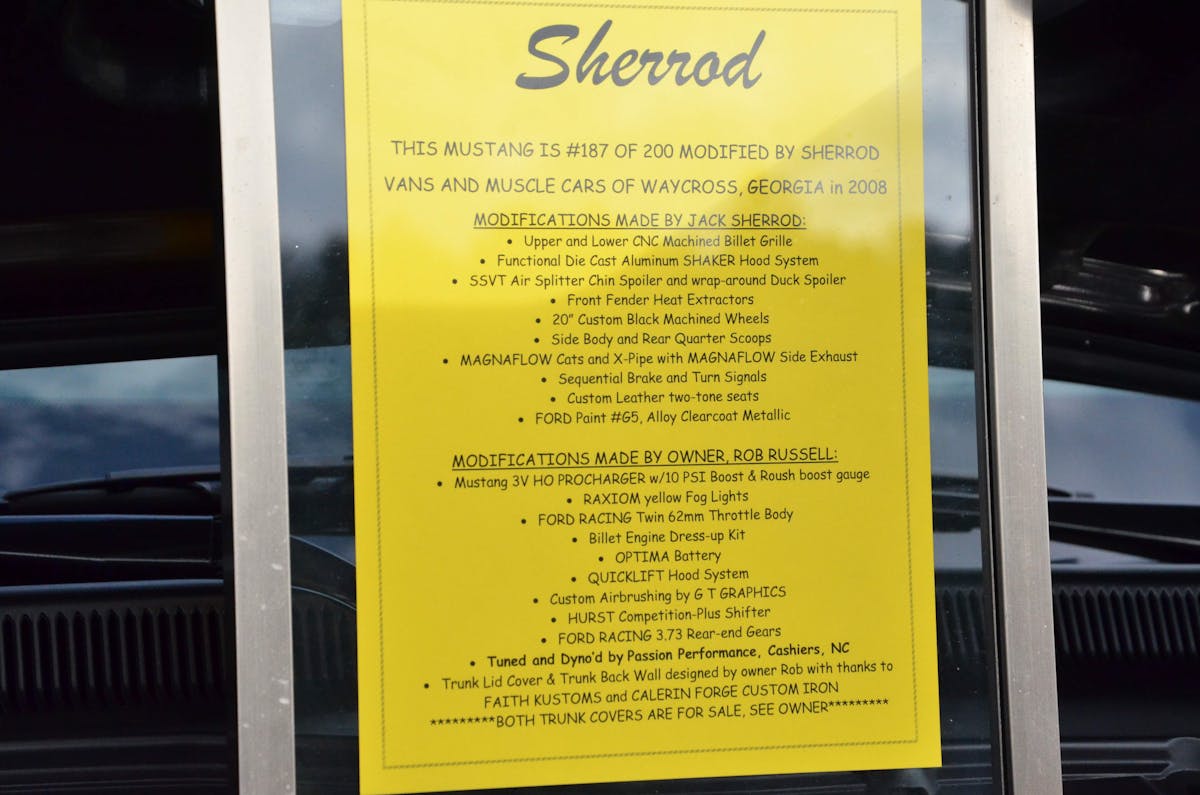 Sherrod
THIS MUSTANG IS #187 OF 200 MODIFIED BY SHERROD
VANS AND MUSCLE CARS OF WAYCROSS, GEORGIA in 2008
MODIFICATIONS MADE BY JACK SHERROD:
• Upper and Lower CNC Machined Billet Grille
• Functional Die Cast Aluminum SHAKER Hood System
• SSVT Air Splitter Chin Spoiler and wrap-around Duck Spoiler
• Front Fender Heat Extractors
• 20" Custom Black Machined Wheels
• Side Body and Rear Quarter Scoops
• MAGNAFLOW Cats and X-Pipe with MAGNAFLOW Side Exhaust
• Sequential Brake and Turn Signals
• Custom Leather two-tone seats
• FORD Paint #G5, Alloy Clearcoat Metallic
MODIFICATIONS MADE BY OWNER, ROB RUSSELL:
• Mustang 3V HO PROCHARGER w/10 PSI Boost & Roush boost gauge
• RAXIOM yellow Fog Lights
• FORD RACING Twin 62mm Throttle Body
• Billet Engine Dress-up Kit
• OPTIMA Battery
• QUICKLIFT Hood System
• Custom Airbrushing by G T GRAPHICS
• HURST Competition-Plus Shifter
• FORD RACING 3.73 Rear-end Gears
• Tuned and Dyno'd by Passion Performance, Cashiers, NC
• Trunk Lid Cover & Trunk Back Wall designed by owner Rob with thanks to
FAITH KUSTOMS and CALERIN FORGE CUSTOM IRON
*********BOTH TRUNK COVERS ARE FOR SALE, SEE OWNER*********